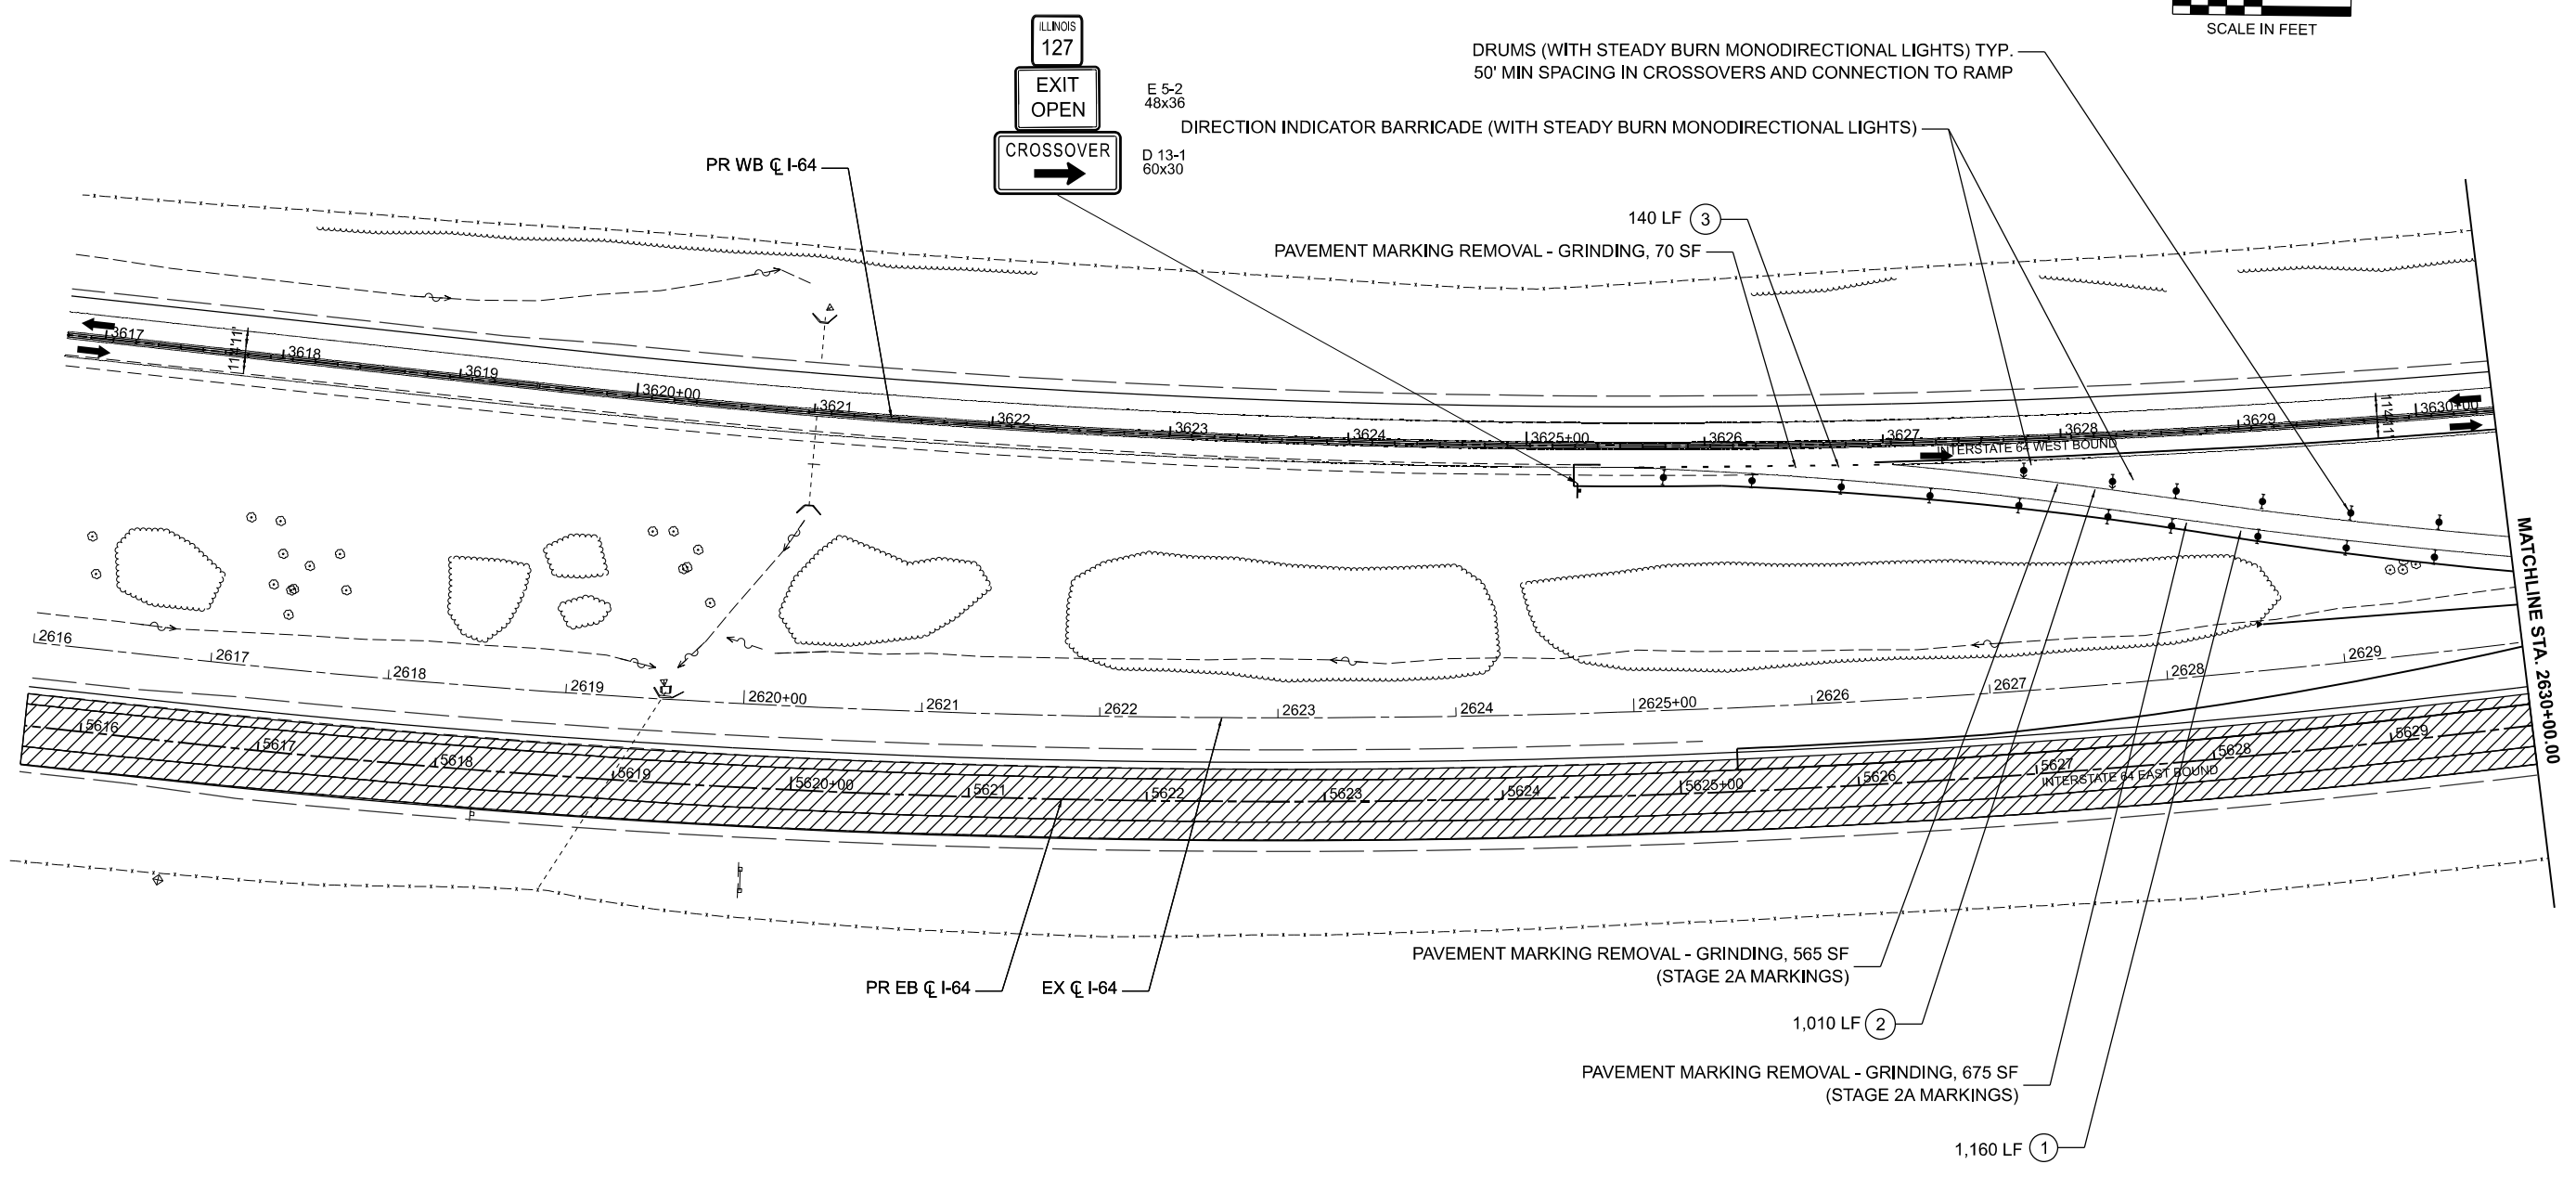 ILLINOIS
127
EXIT
OPEN
E 5-2
48x36
CROSSOVER
D 13-1
60x30
SCALE IN FEET
DRUMS (WITH STEADY BURN MONODIRECTIONAL LIGHTS) TYP.
50' MIN SPACING IN CROSSOVERS AND CONNECTION TO RAMP
DIRECTION INDICATOR BARRICADE (WITH STEADY BURN MONODIRECTIONAL LIGHTS)
PR WB ℄ I-64
140 LF 3
PAVEMENT MARKING REMOVAL - GRINDING, 70 SF
3617
3618
3619
3620+00
3621
3622
3623
3624
3625+00
3626
3627
3628
3629
3630+00
11' 4' 11'
11' 4' 11'
INTERSTATE 64 WEST BOUND
MATCHLINE STA. 2630+00.00
2616
2617
2618
2619
2620+00
2621
2622
2623
2624
2625+00
2626
2627
2628
2629
5616
5617
5618
5619
5620+00
5621
5622
5623
5624
5625+00
5626
5627
5628
5629
INTERSTATE 64 EAST BOUND
PR EB ℄ I-64
EX ℄ I-64
PAVEMENT MARKING REMOVAL - GRINDING, 565 SF
(STAGE 2A MARKINGS)
1,010 LF 2
PAVEMENT MARKING REMOVAL - GRINDING, 675 SF
(STAGE 2A MARKINGS)
1,160 LF 1